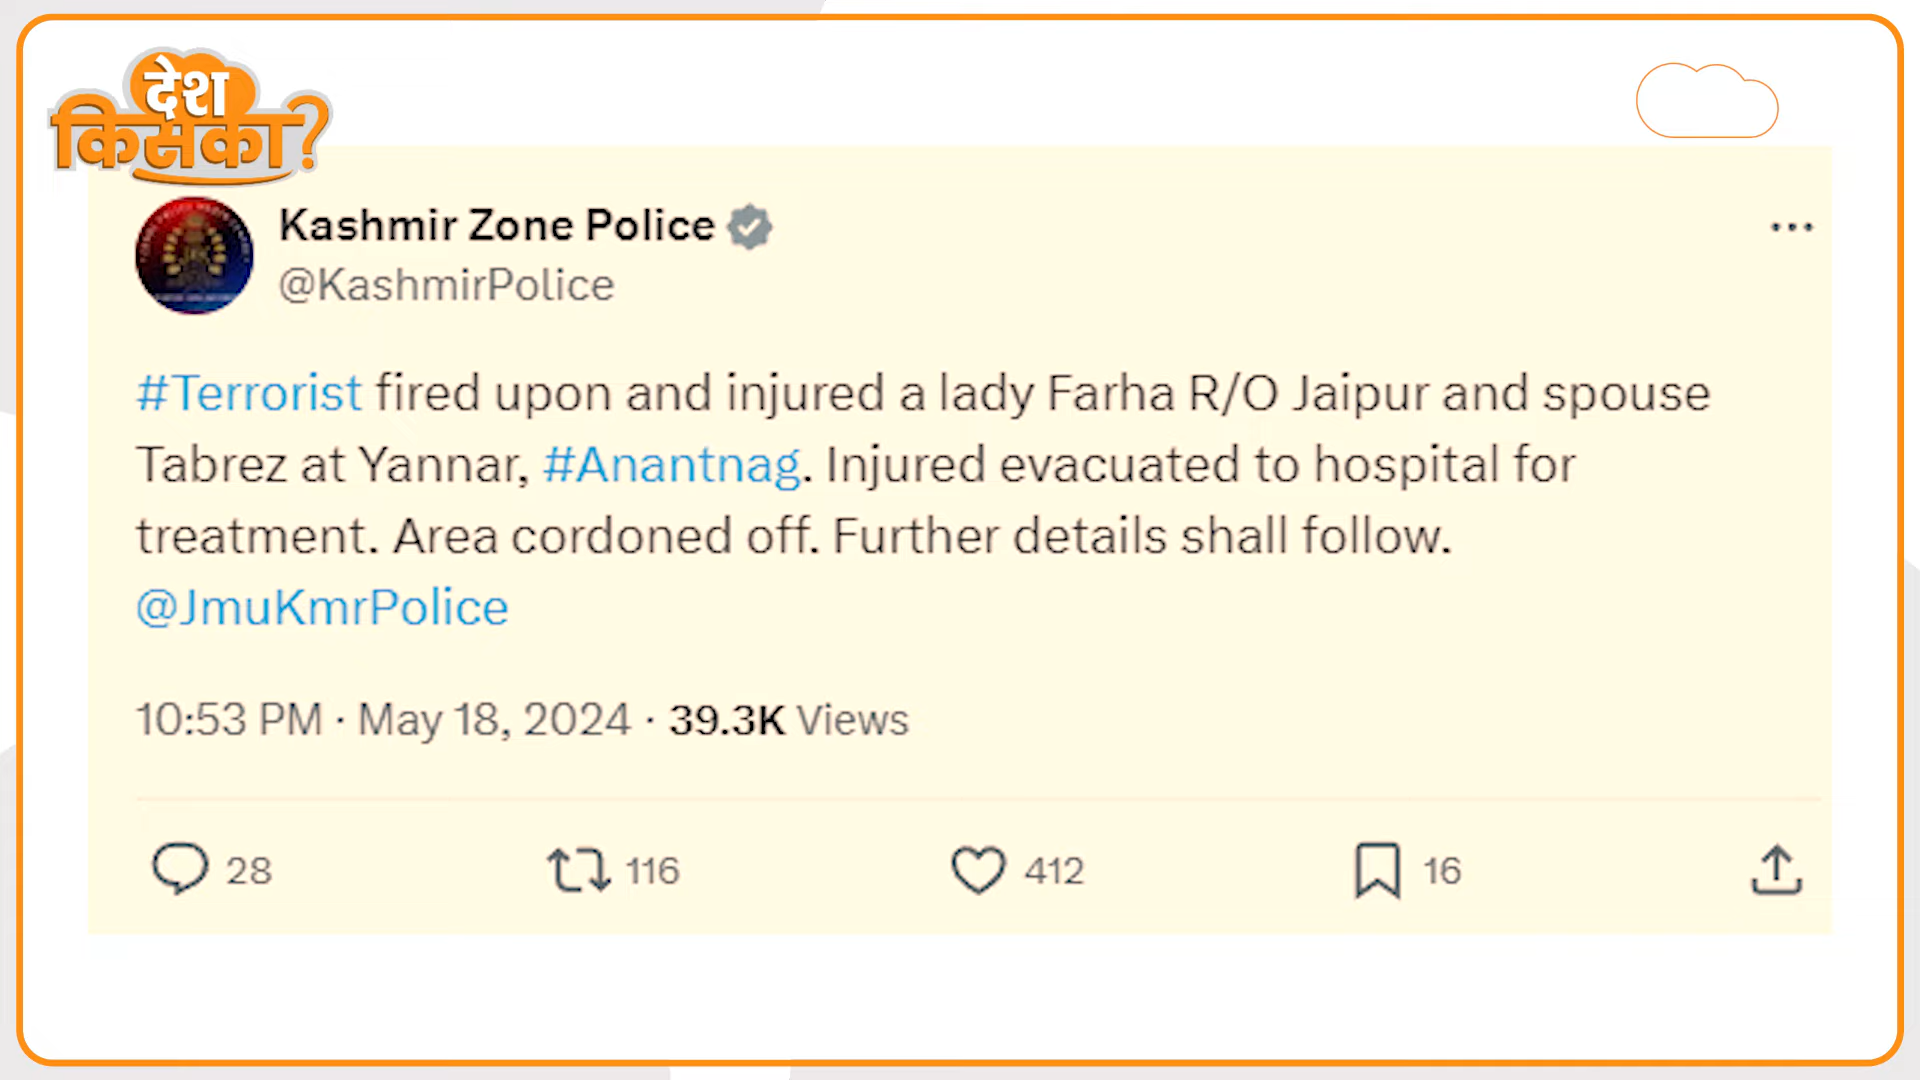 देश
किसका?
Kashmir Zone Police
@KashmirPolice
#Terrorist fired upon and injured a lady Farha R/O Jaipur and spouse
Tabrez at Yannar, #Anantnag. Injured evacuated to hospital for
treatment. Area cordoned off. Further details shall follow.
@JmuKmrPolice
10:53 PM · May 18, 2024 · 39.3K Views
28 116 412 16